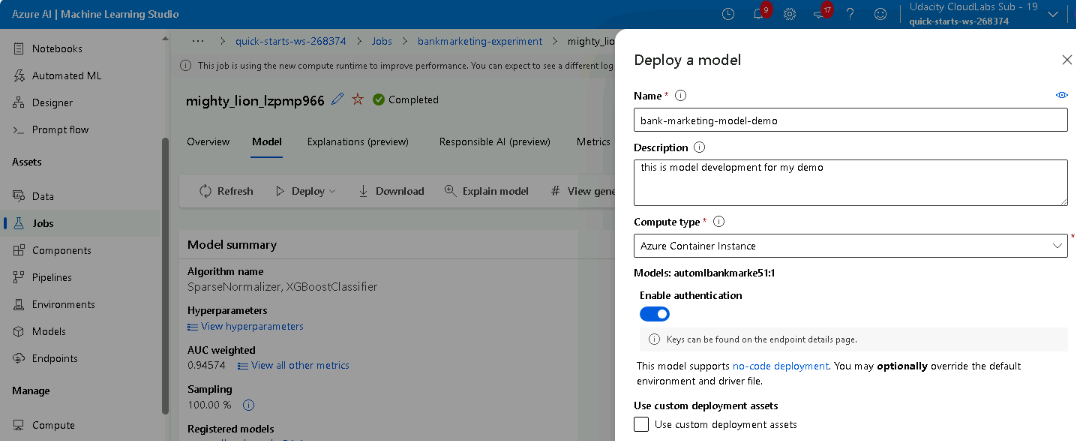 Azure AI | Machine Learning Studio
9
17
Udacity CloudLabs Sub - 19
quick-starts-ws-268374
Notebooks
Automated ML
Designer
Prompt flow
Assets
Data
Jobs
Components
Pipelines
Environments
Models
Endpoints
Manage
Compute
... > quick-starts-ws-268374 > Jobs > bankmarketing-experiment > mighty_lio
This job is using the new compute runtime to improve performance. You can expect to see a different log
mighty_lion_lzpmp966 Completed
Overview Model Explanations (preview) Responsible AI (preview) Metrics
Refresh Deploy Download Explain model # View gene
Model summary
Algorithm name
SparseNormalizer, XGBoostClassifier
Hyperparameters
View hyperparameters
AUC weighted
0.94574 View all other metrics
Sampling
100.00 %
Registered models
Deploy a model
Name *
bank-marketing-model-demo
Description
this is model development for my demo
Compute type *
Azure Container Instance
*
Models: automlbankmarke51:1
Enable authentication
Keys can be found on the endpoint details page.
This model supports no-code deployment. You may optionally override the default
environment and driver file.
Use custom deployment assets
Use custom deployment assets